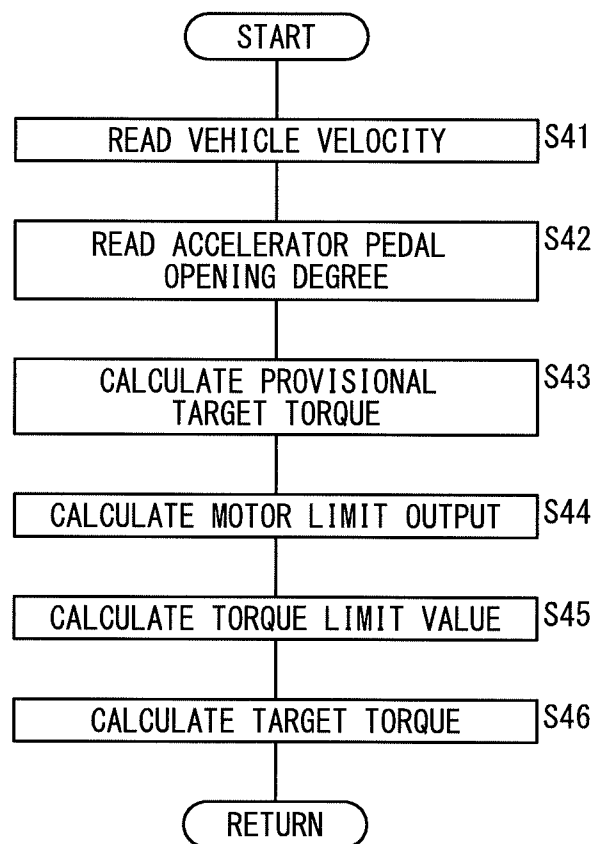 START
READ VEHICLE VELOCITY S41
READ ACCELERATOR PEDAL S42
OPENING DEGREE
CALCULATE PROVISIONAL S43
TARGET TORQUE
CALCULATE MOTOR LIMIT OUTPUT S44
CALCULATE TORQUE LIMIT VALUE S45
CALCULATE TARGET TORQUE S46
RETURN